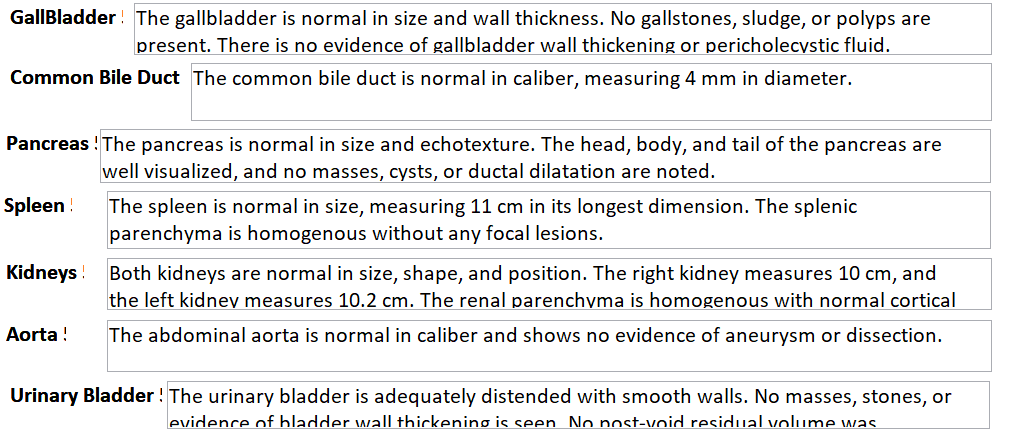 GallBladder The gallbladder is normal in size and wall thickness. No gallstones, sludge, or polyps are
present. There is no evidence of gallbladder wall thickening or pericholecystic fluid.
Common Bile Duct The common bile duct is normal in caliber, measuring 4 mm in diameter.
Pancreas The pancreas is normal in size and echotexture. The head, body, and tail of the pancreas are
well visualized, and no masses, cysts, or ductal dilatation are noted.
Spleen The spleen is normal in size, measuring 11 cm in its longest dimension. The splenic
parenchyma is homogenous without any focal lesions.
Kidneys Both kidneys are normal in size, shape, and position. The right kidney measures 10 cm, and
the left kidney measures 10.2 cm. The renal parenchyma is homogenous with normal cortical
Aorta The abdominal aorta is normal in caliber and shows no evidence of aneurysm or dissection.
Urinary Bladder The urinary bladder is adequately distended with smooth walls. No masses, stones, or
evidence of bladder wall thickening is seen. No post-void residual volume was